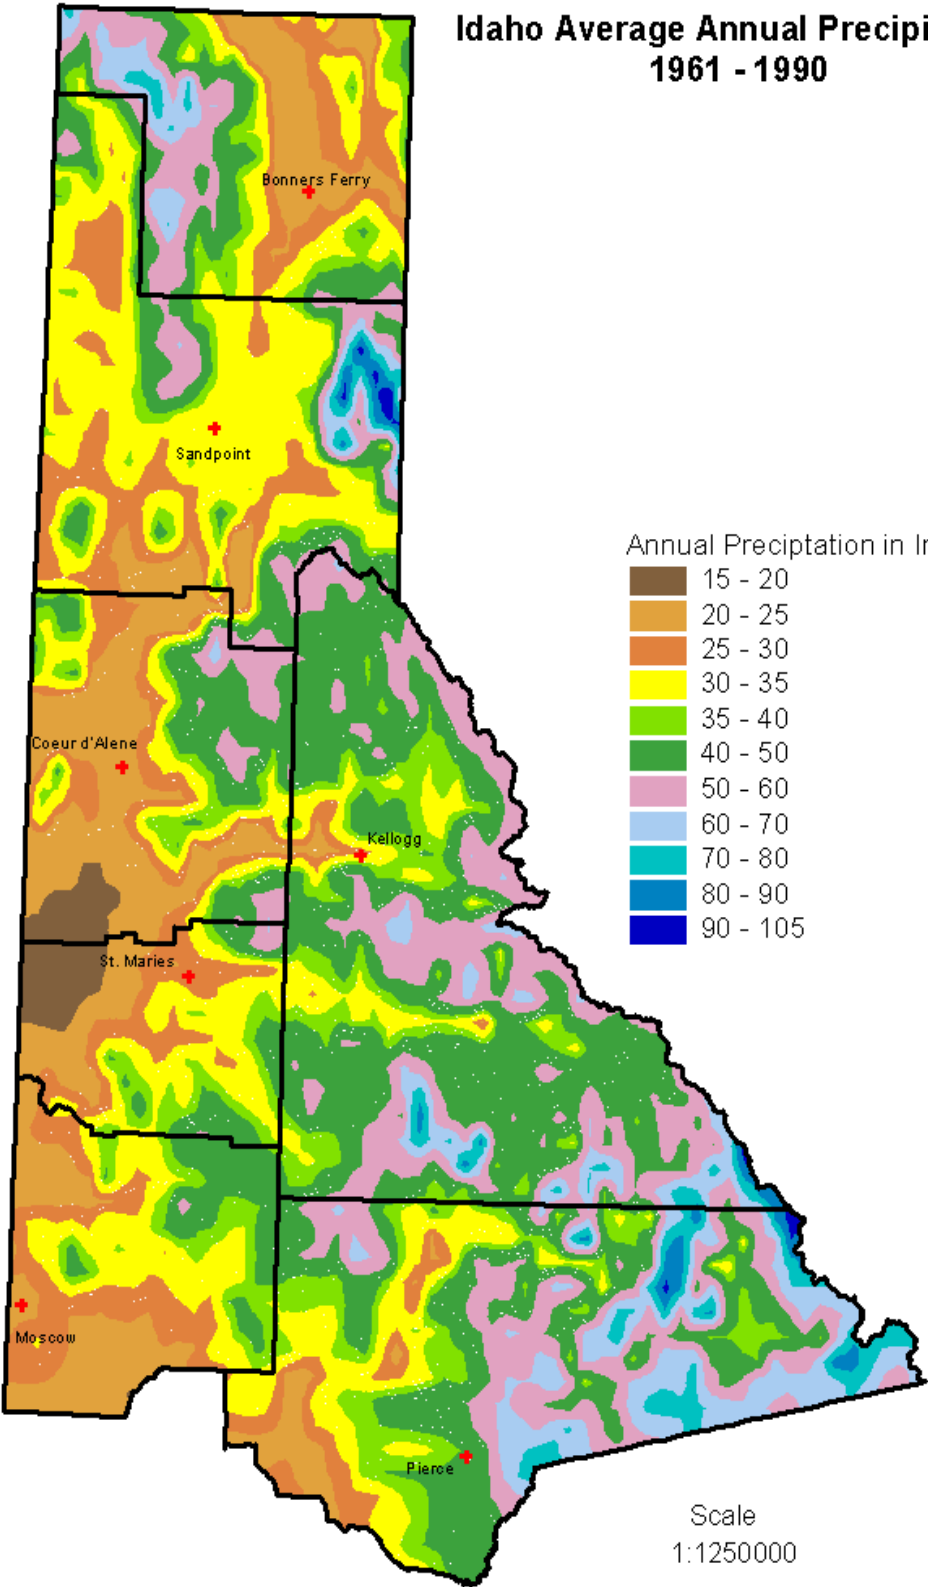 Idaho Average Annual Precipi
1961 - 1990
Bonners Ferry
Sandpoint
Annual Preciptation in Ir
15 - 20
20 - 25
25 - 30
30 - 35
35 - 40
40 - 50
50 - 60
60 - 70
70 - 80
80 - 90
90 - 105
Coeur d'Alene
Kellogg
St. Maries
Moscow
Pierce
Scale
1:1250000